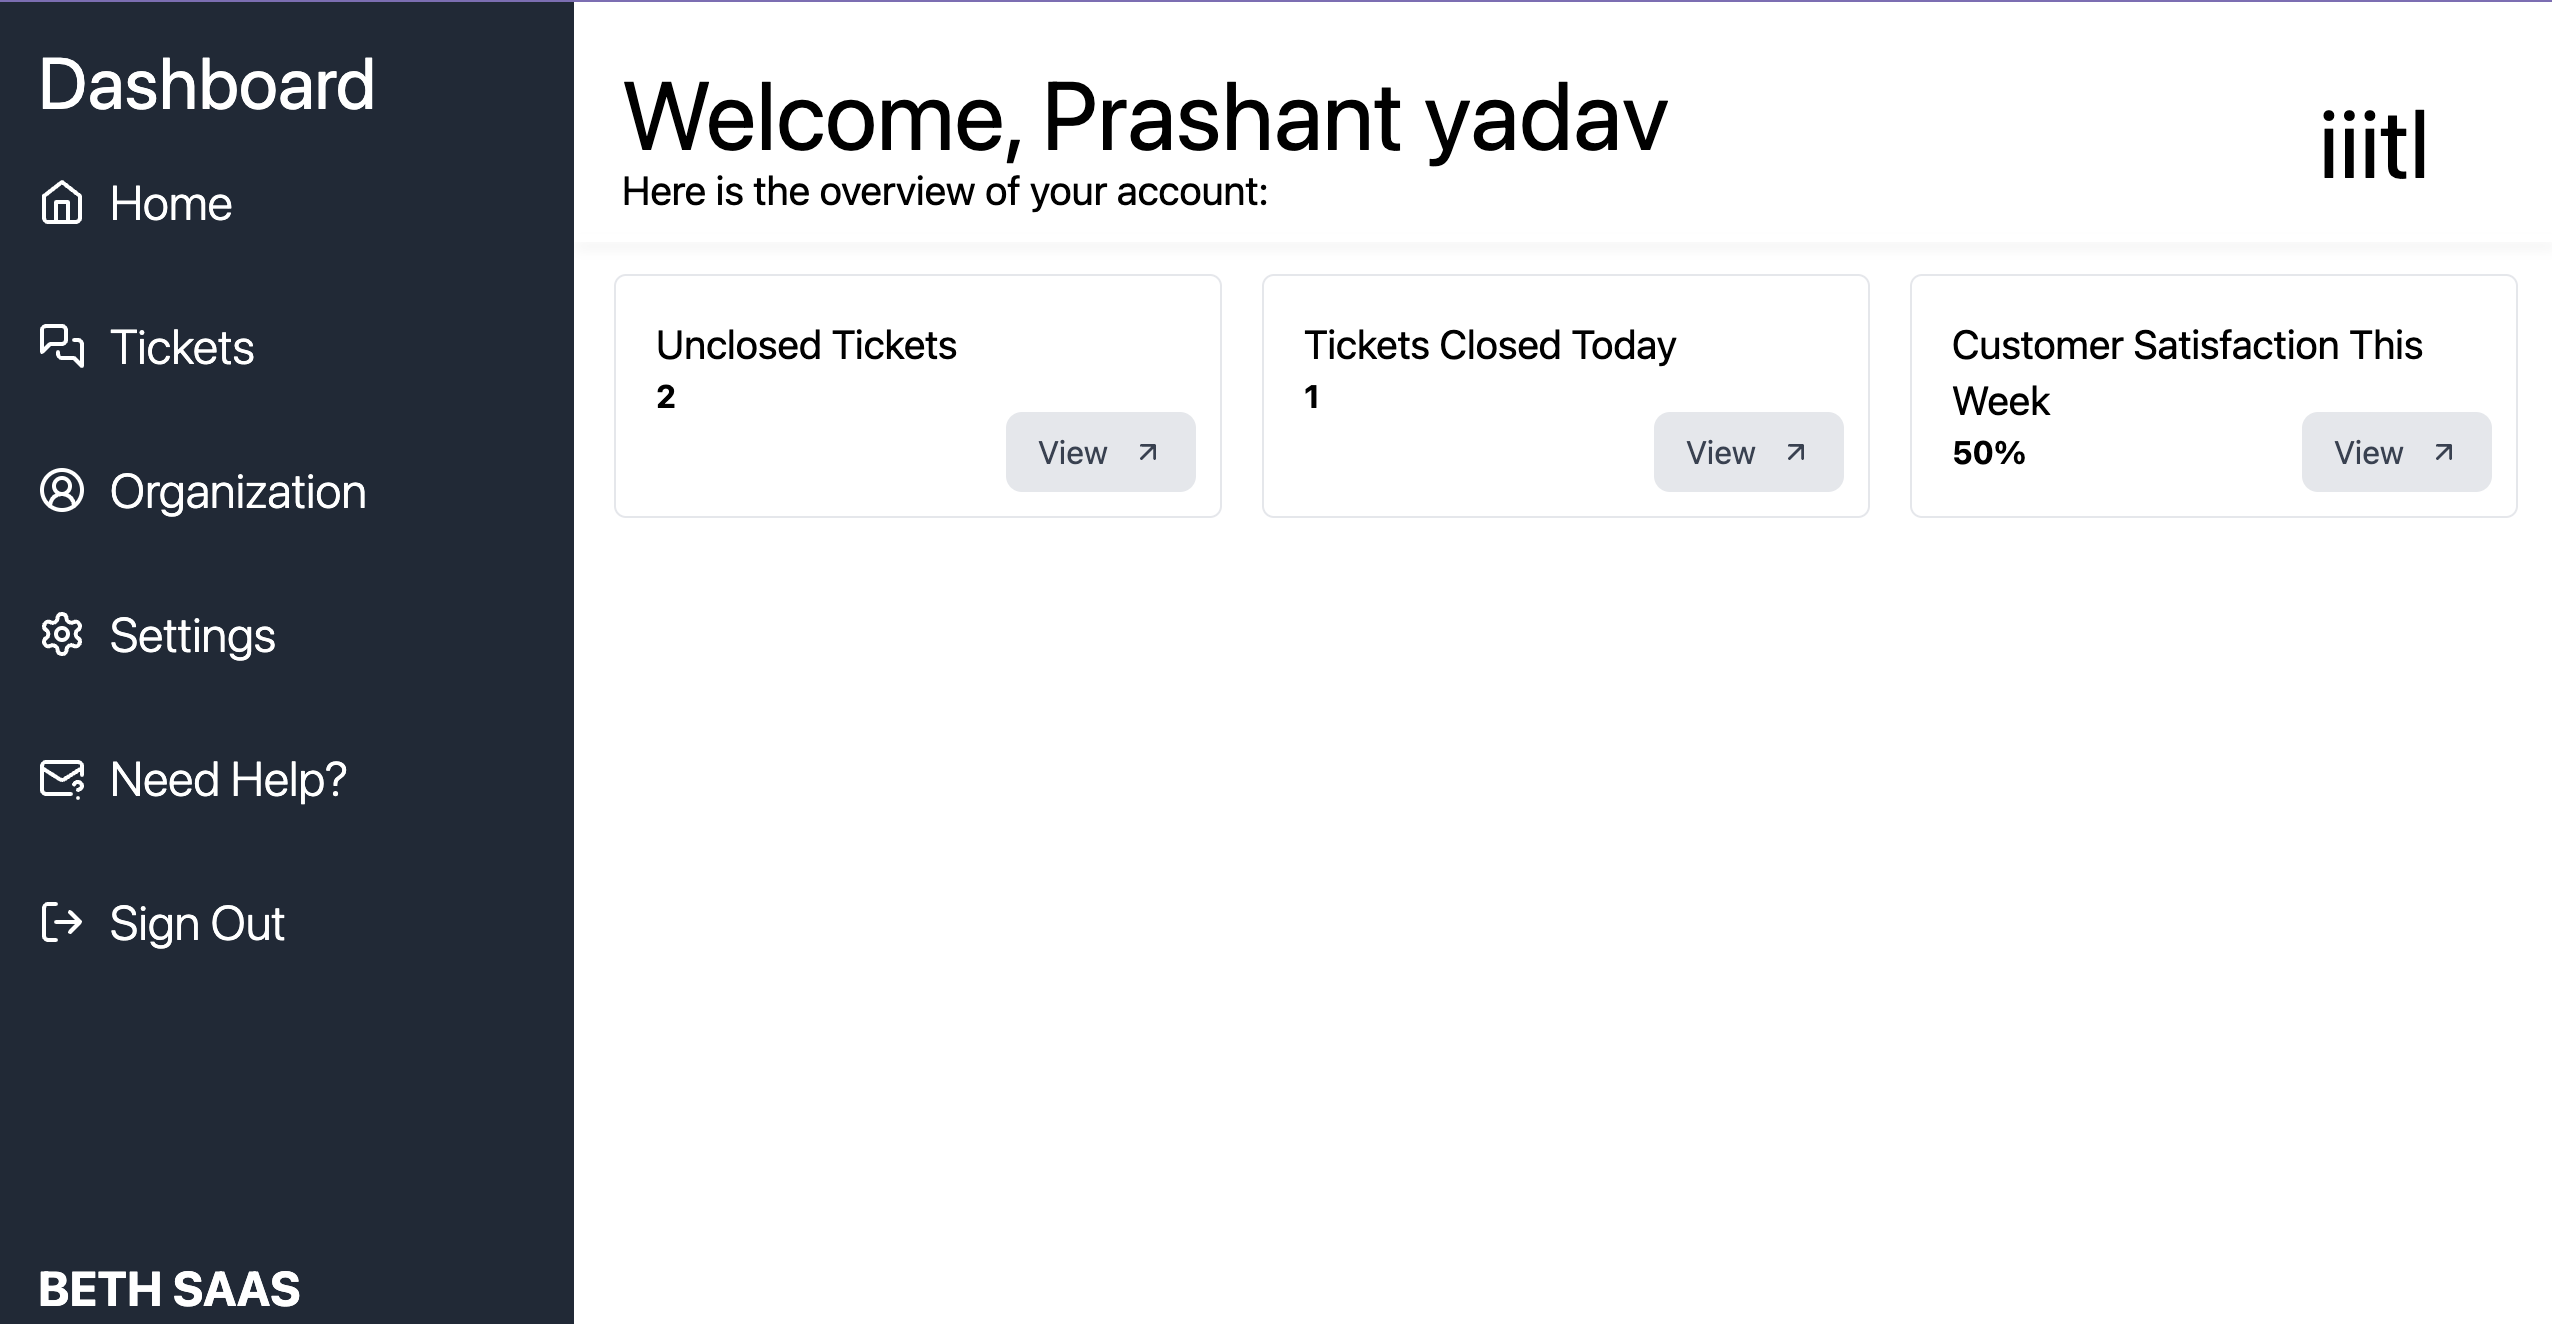 Dashboard
Home
Tickets
Organization
Settings
Need Help?
Sign Out
BETH SAAS
Welcome, Prashant yadav
Here is the overview of your account:
iiitl
Unclosed Tickets
2
View
Tickets Closed Today
1
View
Customer Satisfaction This
Week
50%
View